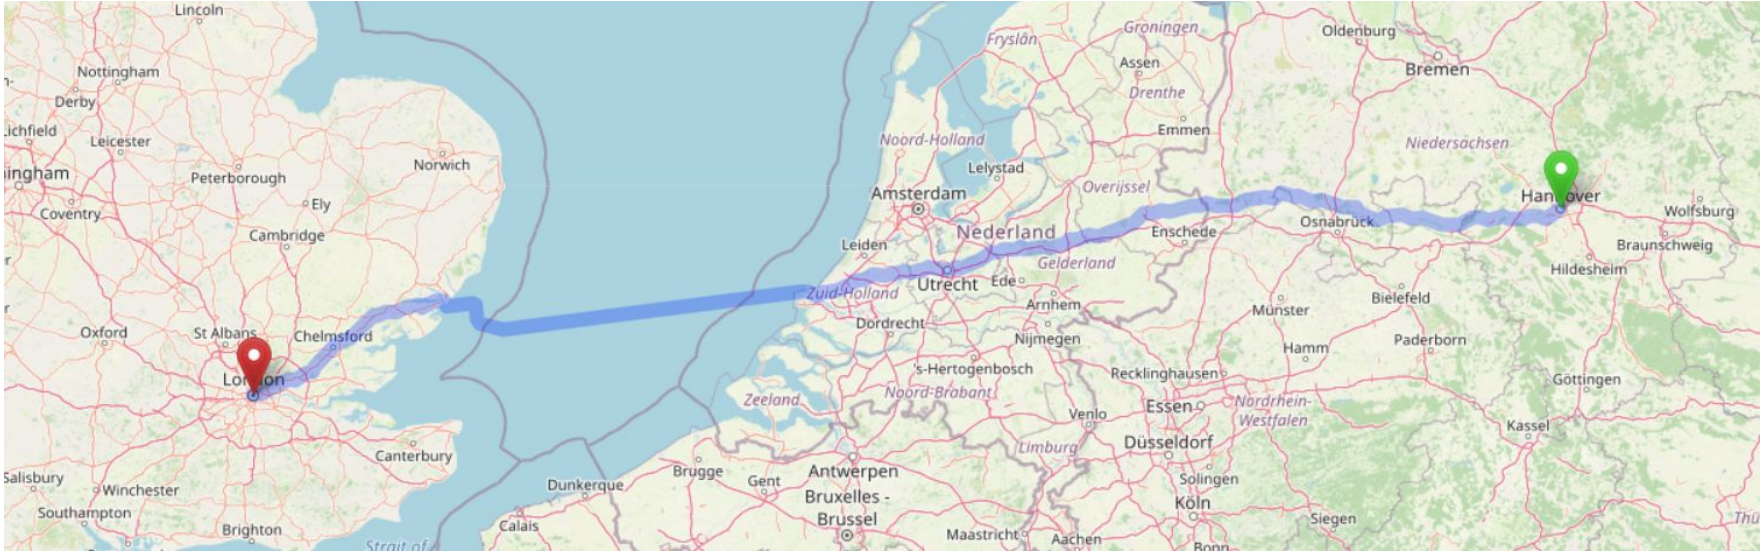 Lincoln
Nottingham
Derby
Lichfield
Leicester
ingham
Coventry
Peterborough
Ely
Norwich
Cambridge
Oxford
St Albans
Chelmsford
London
Canterbury
Salisbury
Winchester
Southampton
Brighton
Strait of
Calais
Dunkerque
Brugge
Gent
Antwerpen
Bruxelles -
Brussel
Zeeland
Noord-Brabant
's-Hertogenbosch
Dordrecht
Zuid-Holland
Leiden
Amsterdam
Noord-Holland
Lelystad
Fryslân
Groningen
Assen
Drenthe
Emmen
Overijssel
Nederland
Utrecht
Ede
Gelderland
Arnhem
Nijmegen
Enschede
Venlo
Limburg
Maastricht
Aachen
Oldenburg
Bremen
Niedersachsen
Hannover
Wolfsburg
Braunschweig
Hildesheim
Osnabrück
Münster
Bielefeld
Hamm
Paderborn
Recklinghausen
Essen
Nordrhein-
Westfalen
Düsseldorf
Solingen
Köln
Bonn
Siegen
Kassel
Göttingen
Thü